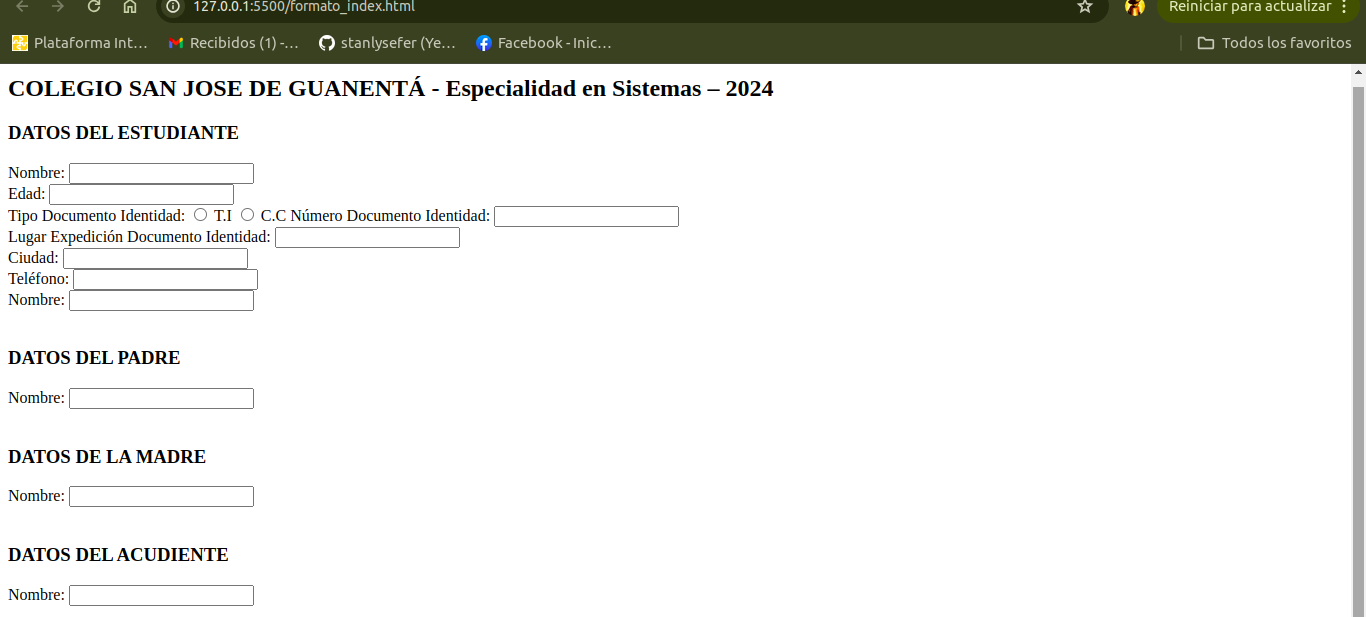 127.0.0.1:5500/formato_index.html
Reiniciar para actualizar
Plataforma Int... Recibidos (1) -... stanlysefer (Ye... Facebook - Inic... Todos los favoritos
COLEGIO SAN JOSE DE GUANENTÁ - Especialidad en Sistemas – 2024
DATOS DEL ESTUDIANTE
Nombre:
Edad:
Tipo Documento Identidad: T.I C.C Número Documento Identidad:
Lugar Expedición Documento Identidad:
Ciudad:
Teléfono:
Nombre:
DATOS DEL PADRE
Nombre:
DATOS DE LA MADRE
Nombre:
DATOS DEL ACUDIENTE
Nombre: